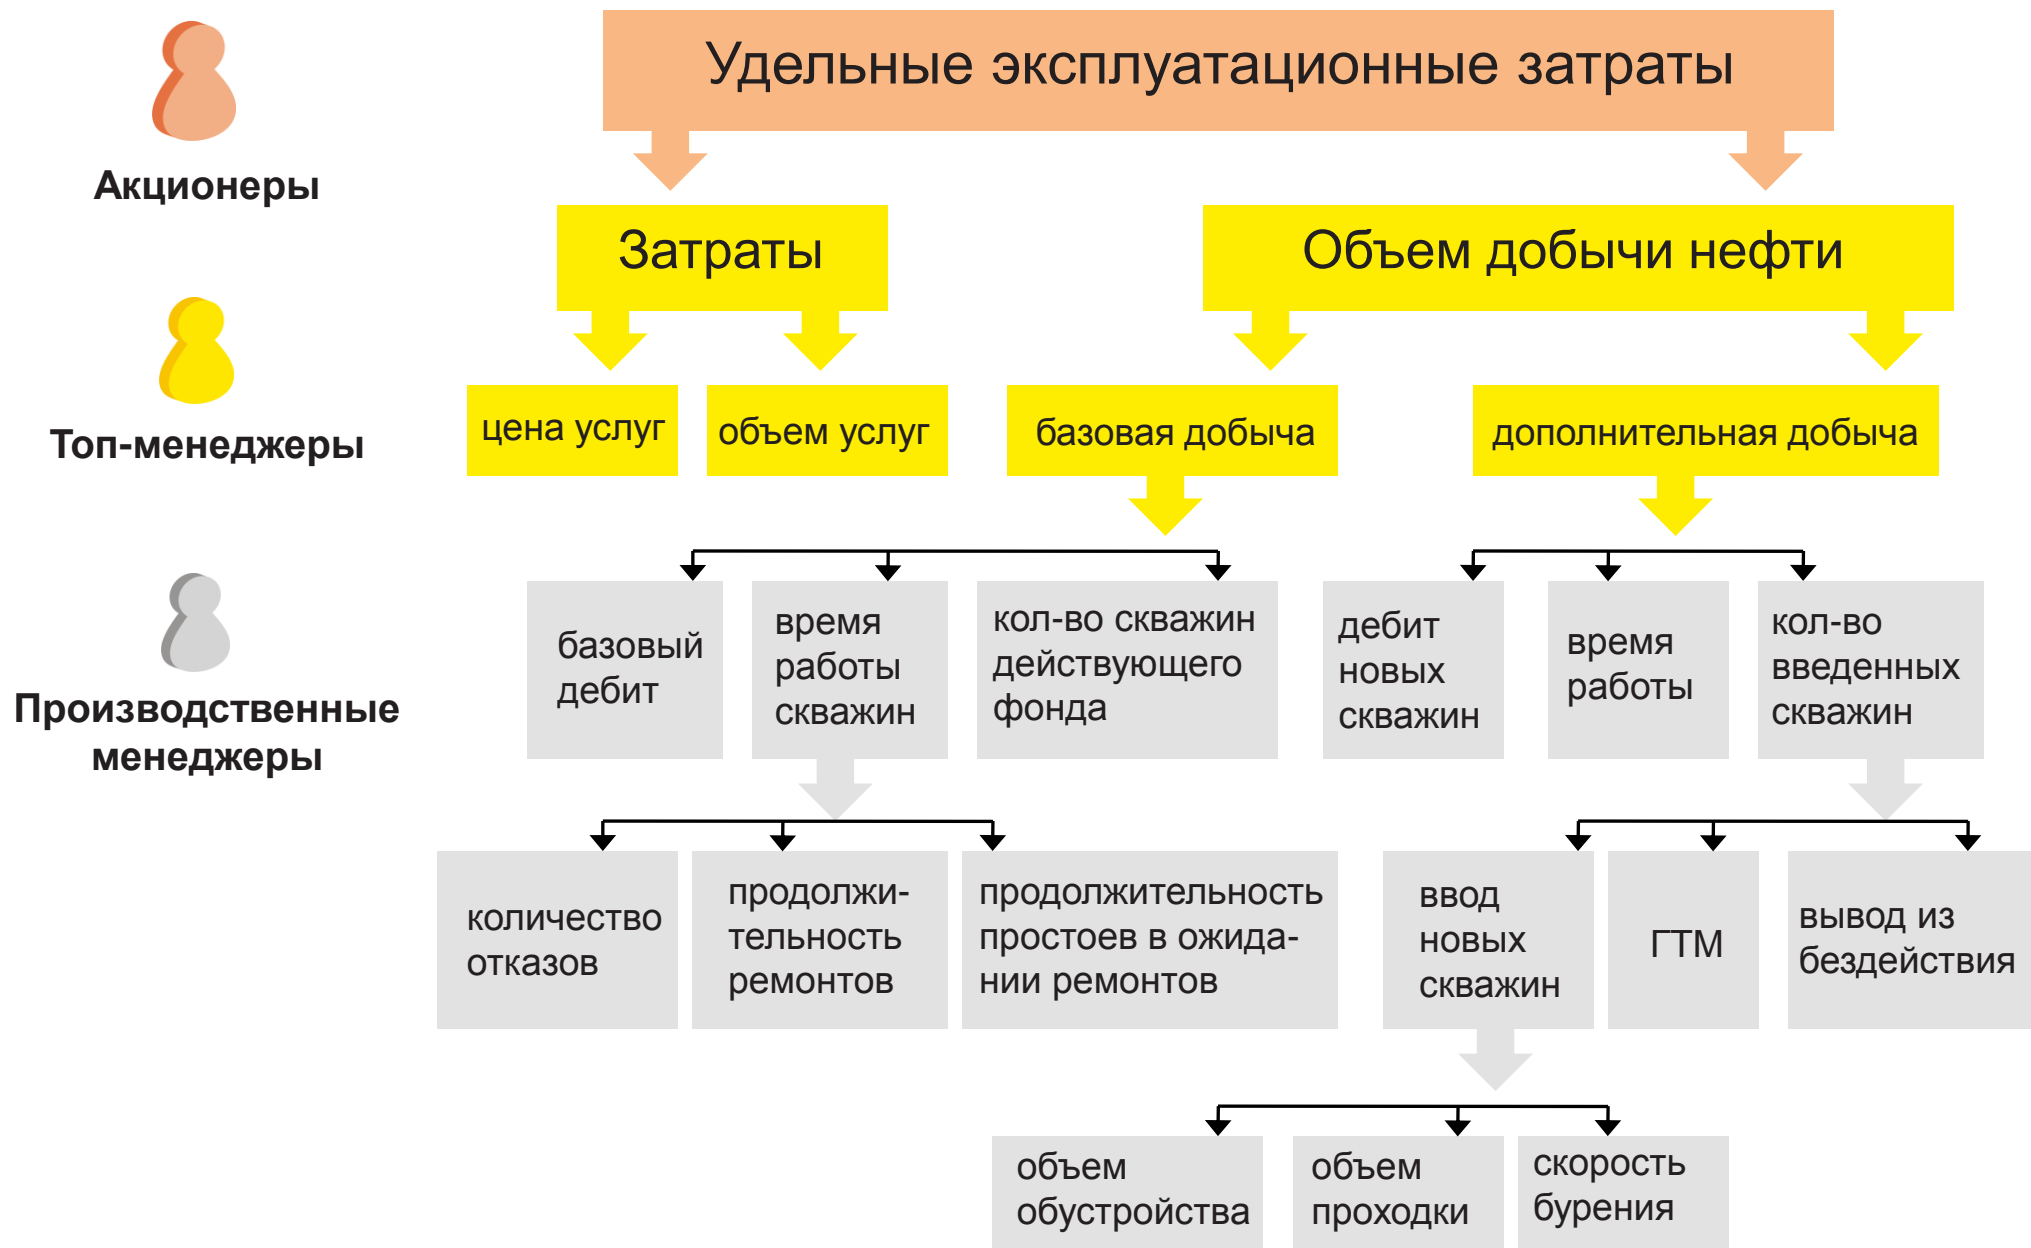 Удельные эксплуатационные затраты
Акционеры
Затраты
Объем добычи нефти
Топ-менеджеры
цена услуг
объем услуг
базовая добыча
дополнительная добыча
Производственные
менеджеры
базовый
дебит
время
работы
скважин
кол-во скважин
действующего
фонда
дебит
новых
скважин
время
работы
кол-во
введенных
скважин
количество
отказов
продолжи-
тельность
ремонтов
продолжительность
простоев в ожида-
нии ремонтов
ввод
новых
скважин
ГТМ
вывод из
бездействия
объем
обустройства
объем
проходки
скорость
бурения